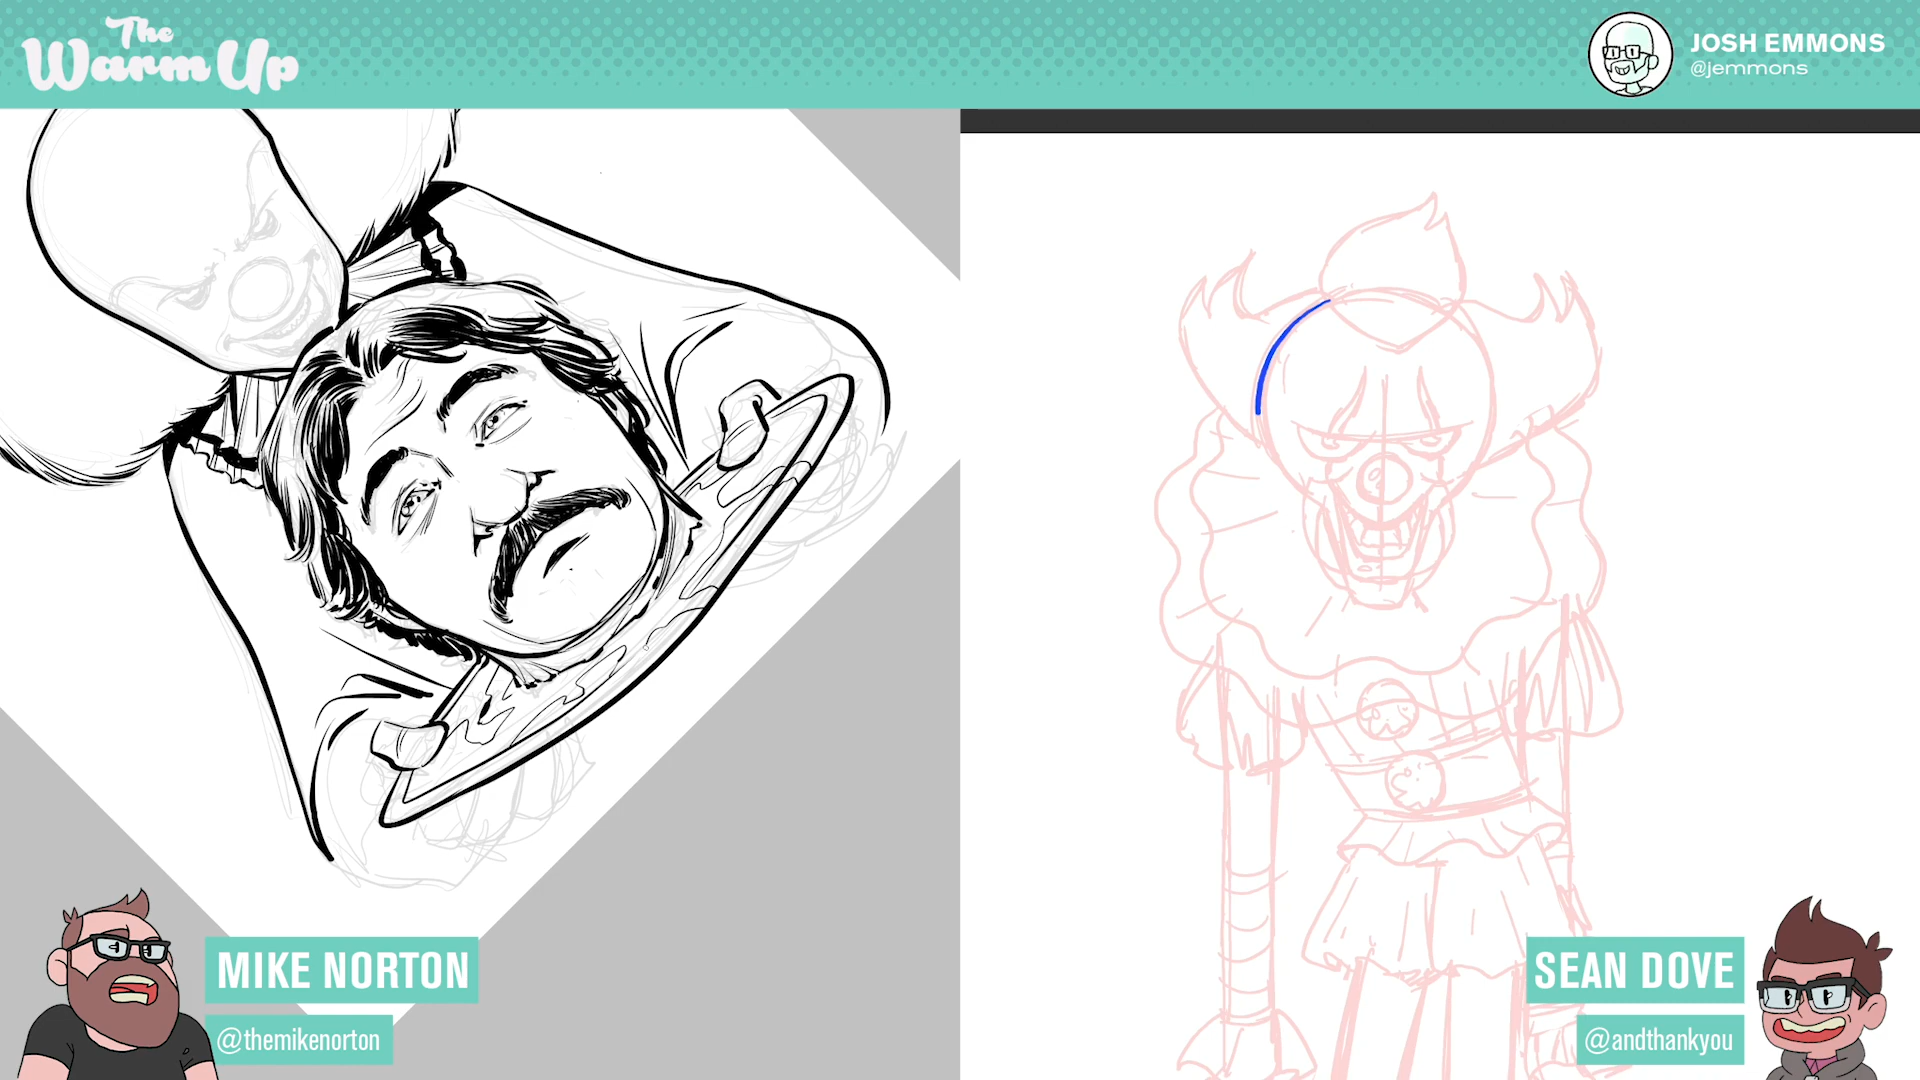 The
Warm Up
JOSH EMMONS
@jemmons
MIKE NORTON
@themikenorton
SEAN DOVE
@andthankyou